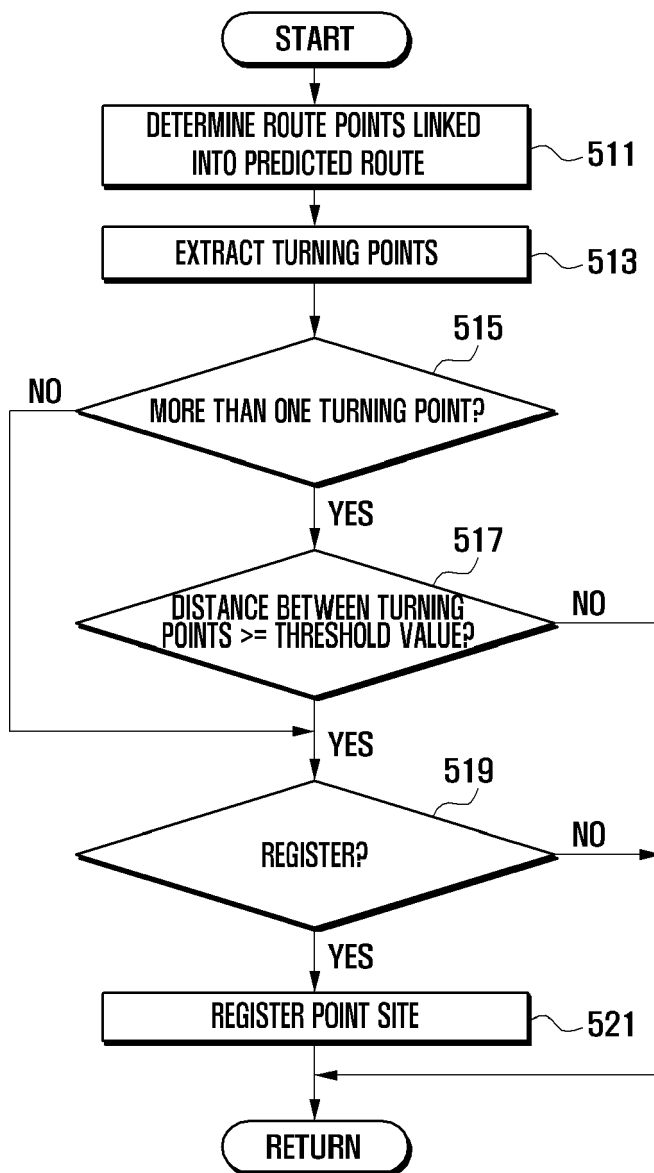 START
DETERMINE ROUTE POINTS LINKED
INTO PREDICTED ROUTE
511
EXTRACT TURNING POINTS
513
515
NO
MORE THAN ONE TURNING POINT?
YES
517
DISTANCE BETWEEN TURNING
POINTS >= THRESHOLD VALUE?
NO
YES
519
REGISTER?
NO
YES
REGISTER POINT SITE
521
RETURN